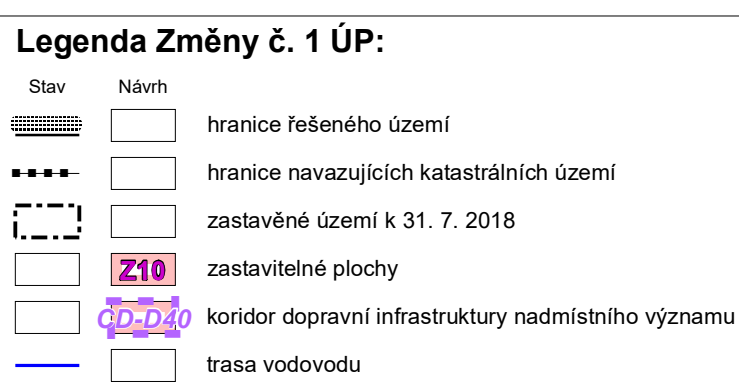 Legenda Změny č. 1 ÚP:
Stav Návrh
hranice řešeného území
hranice navazujících katastrálních území
zastavěné území k 31. 7. 2018
Z10 zastavitelné plochy
CD-D40 koridor dopravní infrastruktury nadmístního významu
trasa vodovodu